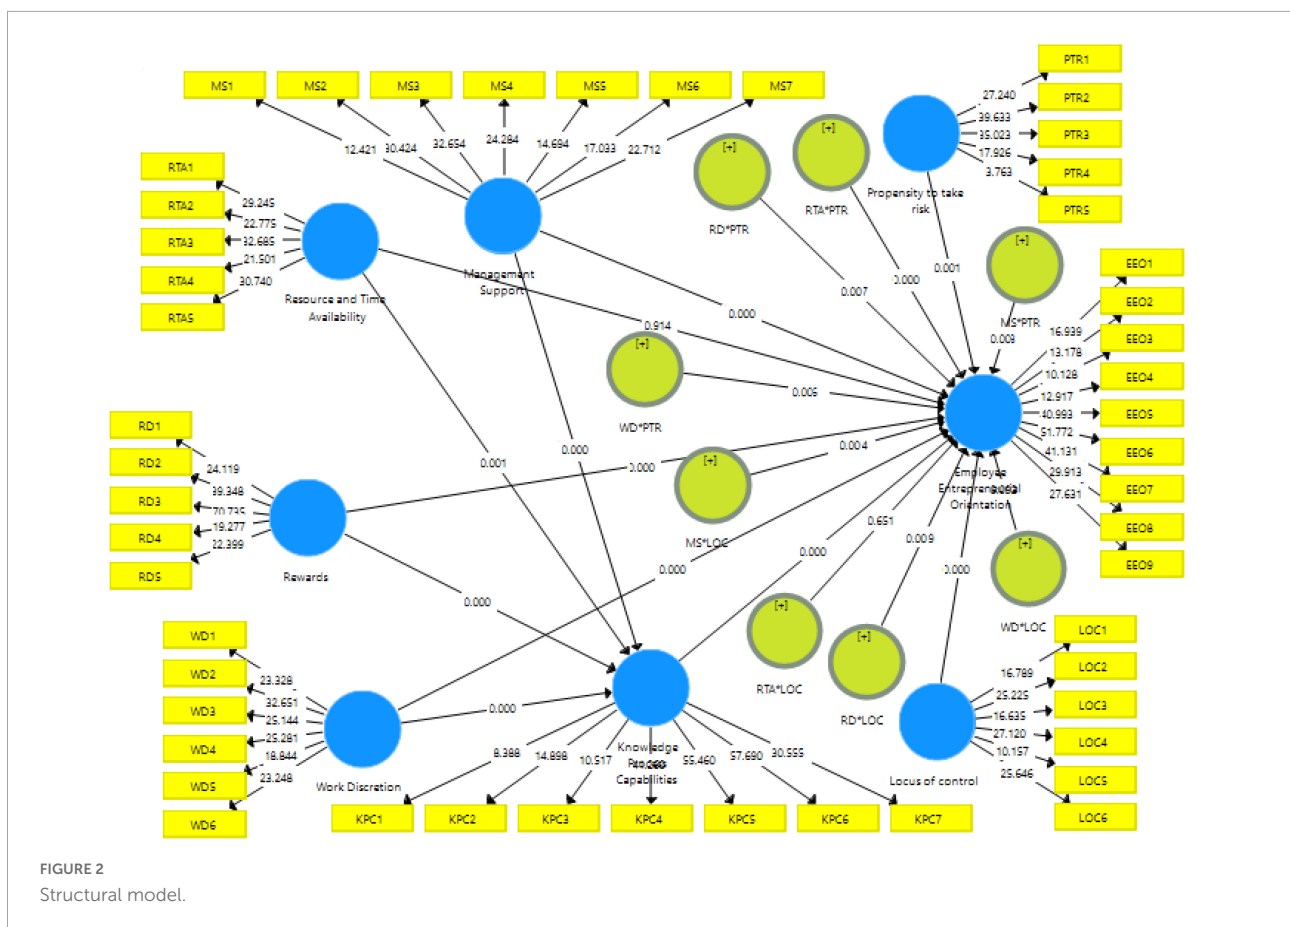 MS1
MS2
MS3
MS4
MS5
MS6
MS7
12.421
30.424
32.654
24.284
14.694
17.033
22.712
PTR1
PTR2
PTR3
PTR4
PTR5
27.240
39.633
35.023
17.926
3.763
Propensity to take
risk
[+]
RD*PTR
[+]
RTA*PTR
[+]
MS*PTR
RTA1
RTA2
RTA3
RTA4
RTA5
29.245
22.775
32.685
21.501
30.740
Resource and Time
Availability
Management
Support
0.007
0.000
0.001
0.000
0.914
[+]
WD*PTR
0.005
EEO1
EEO2
EEO3
EEO4
EEO5
EEO6
EEO7
EEO8
EEO9
16.939
13.178
10.128
12.917
40.993
51.772
41.131
29.913
27.631
Employee
Entrepreneurial
Orientation
RD1
RD2
RD3
RD4
RD5
24.119
39.348
70.735
19.277
22.399
Rewards
0.001
0.000
0.000
[+]
MS*LOC
0.004
0.651
0.009
0.000
0.000
0.000
0.000
[+]
WD*LOC
[+]
RTA*LOC
[+]
RD*LOC
WD1
WD2
WD3
WD4
WD5
WD6
23.328
32.651
25.144
25.281
18.844
23.248
Work Discretion
0.000
Knowledge
Process
Capabilities
8.388
14.898
10.517
55.460
57.690
30.555
KPC1
KPC2
KPC3
KPC4
KPC5
KPC6
KPC7
LOC1
LOC2
LOC3
LOC4
LOC5
LOC6
16.789
25.225
16.635
27.120
10.157
25.646
Locus of control
FIGURE 2
Structural model.